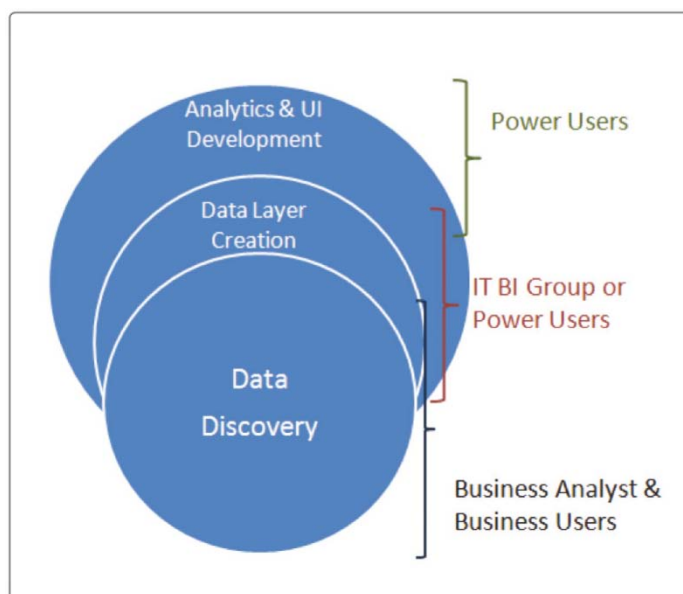 Analytics & UI
Development
Power Users
Data Layer
Creation
IT BI Group or
Power Users
Data
Discovery
Business Analyst &
Business Users